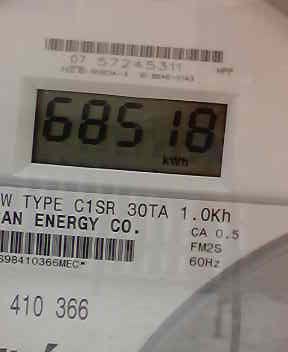 07 57245311
68518
kWh
W TYPE C1SR 30TA 1.0Kh
AN ENERGY CO.
CA 0.5
FM2S
60Hz
S98410366MEC*
410 366